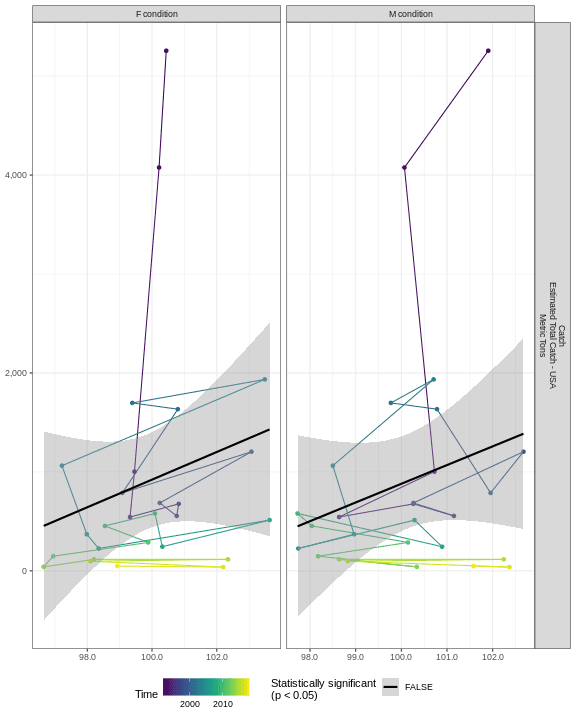 F condition
M condition
4,000
2,000
0
98.0
100.0
102.0
98.0
99.0
100.0
101.0
102.0
Catch
Estimated Total Catch - USA
Metric Tons
Time
2000
2010
Statistically significant
(p < 0.05)
FALSE